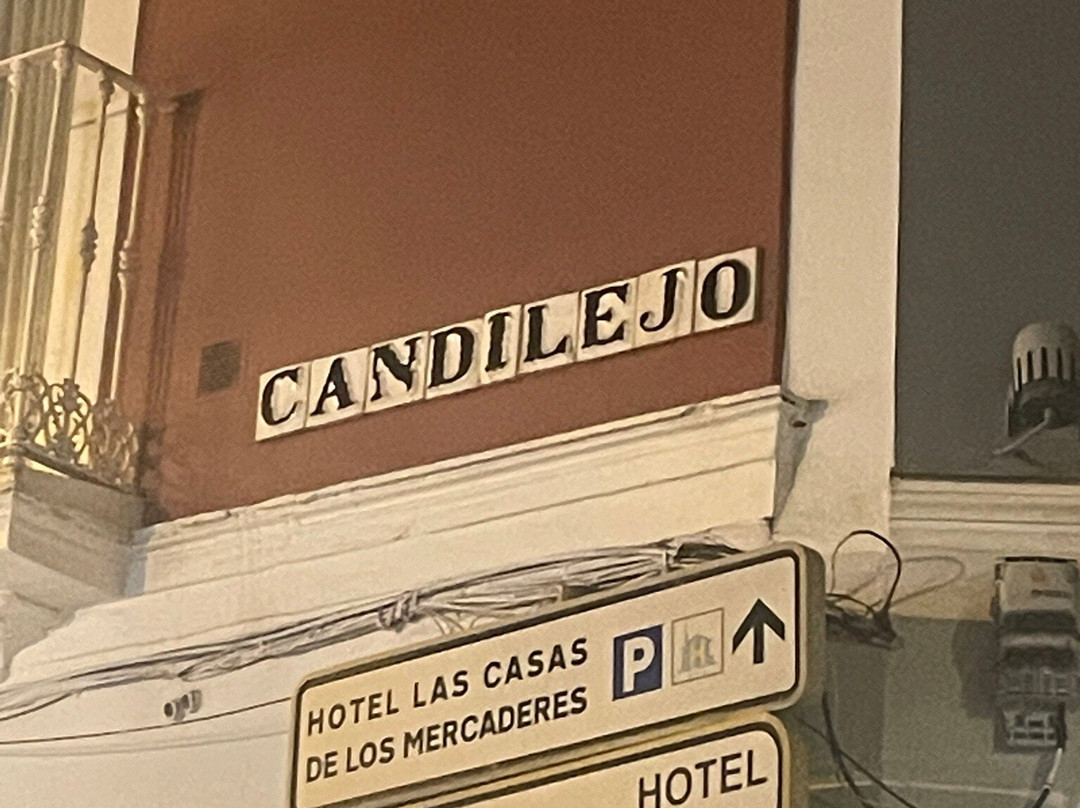 CANDILEJO
HOTEL LAS CASAS
DE LOS MERCADERES
P H
HOTEL